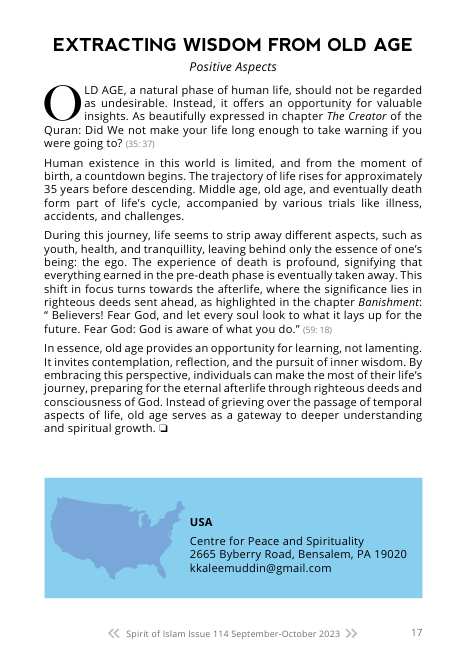 EXTRACTING WISDOM FROM OLD AGE
Positive Aspects
OLD AGE, a natural phase of human life, should not be regarded
as undesirable. Instead, it offers an opportunity for valuable
insights. As beautifully expressed in chapter The Creator of the
Quran: Did We not make your life long enough to take warning if you
were going to? (35: 37)
Human existence in this world is limited, and from the moment of
birth, a countdown begins. The trajectory of life rises for approximately
35 years before descending. Middle age, old age, and eventually death
form part of life's cycle, accompanied by various trials like illness,
accidents, and challenges.
During this journey, life seems to strip away different aspects, such as
youth, health, and tranquillity, leaving behind only the essence of one's
being: the ego. The experience of death is profound, signifying that
everything earned in the pre-death phase is eventually taken away. This
shift in focus turns towards the afterlife, where the significance lies in
righteous deeds sent ahead, as highlighted in the chapter Banishment:
“ Believers! Fear God, and let every soul look to what it lays up for the
future. Fear God: God is aware of what you do.” (59: 18)
In essence, old age provides an opportunity for learning, not lamenting.
It invites contemplation, reflection, and the pursuit of inner wisdom. By
embracing this perspective, individuals can make the most of their life's
journey, preparing for the eternal afterlife through righteous deeds and
consciousness of God. Instead of grieving over the passage of temporal
aspects of life, old age serves as a gateway to deeper understanding
and spiritual growth. ❏
USA
Centre for Peace and Spirituality
2665 Byberry Road, Bensalem, PA 19020
kkaleemuddin@gmail.com
Spirit of Islam Issue 114 September-October 2023
17